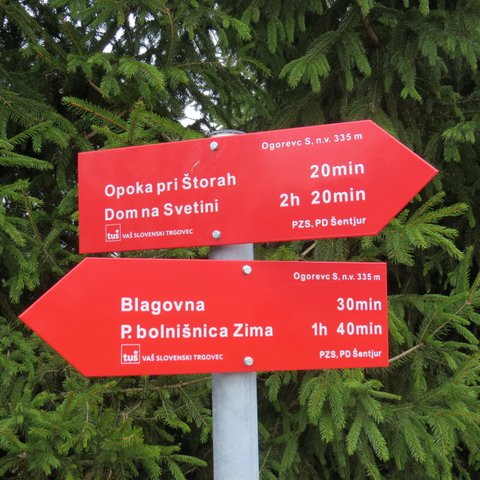 Ogorevc S, n.v. 335 m
Opoka pri Štorah 20min
Dom na Svetini 2h 20min
tuš VAŠ SLOVENSKI TRGOVEC PZS, PD Šentjur
Ogorevc S, n.v. 335 m
Blagovna 30min
P. bolnišnica Zima 1h 40min
tuš VAŠ SLOVENSKI TRGOVEC PZS, PD Šentjur